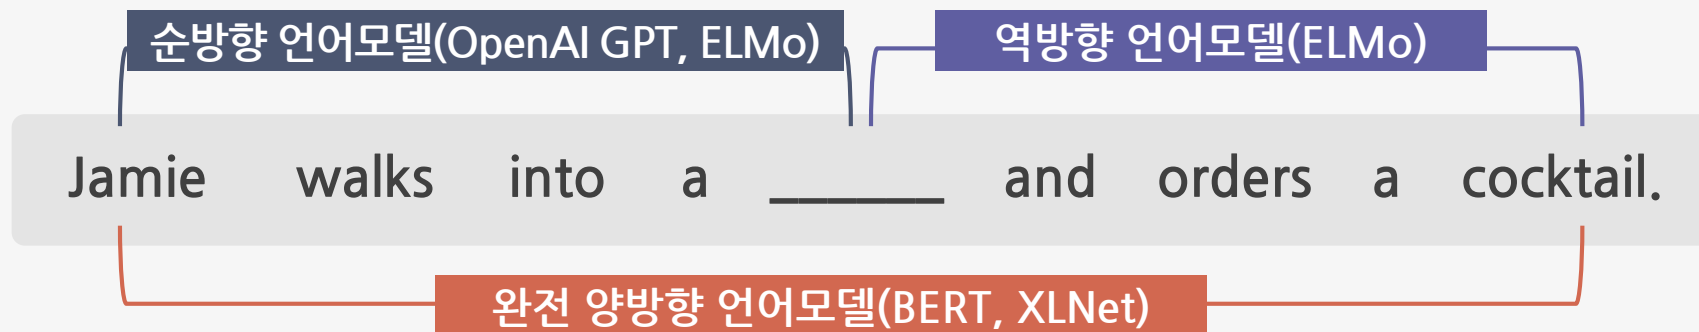 순방향 언어모델(OpenAI GPT, ELMo)
역방향 언어모델(ELMo)
Jamie walks into a ______ and orders a cocktail.
완전 양방향 언어모델(BERT, XLNet)